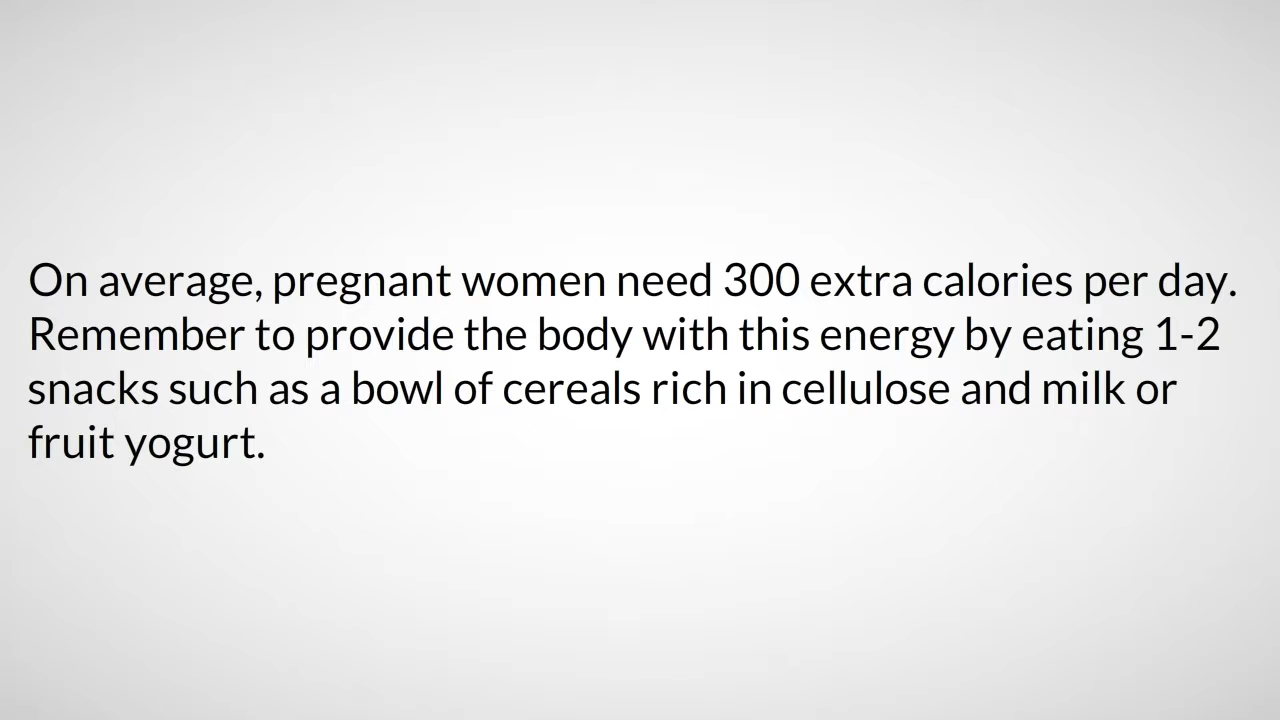 On average, pregnant women need 300 extra calories per day.
Remember to provide the body with this energy by eating 1-2
snacks such as a bowl of cereals rich in cellulose and milk or
fruit yogurt.